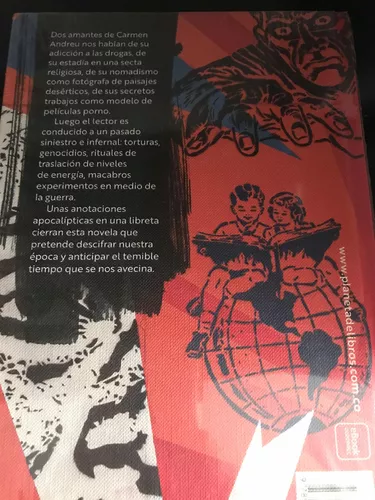 Dos amantes de Carmen
Andreu nos hablan de su
adicción a las drogas, de
su estadía en una secta
religiosa, de su nomadismo
como fotógrafa de paisajes
desérticos, de sus secretos
trabajos como modelo de
películas porno.
Luego el lector es
conducido a un pasado
siniestro e infernal: torturas,
genocidios, rituales de
traslación de niveles
de energía, macabros
experimentos en medio de
la guerra.
Unas anotaciones
apocalípticas en una libreta
cierran esta novela que
pretende descifrar nuestra
época y anticipar el temible
tiempo que se nos avecina.
www.planetadelibros.com.co
eBook